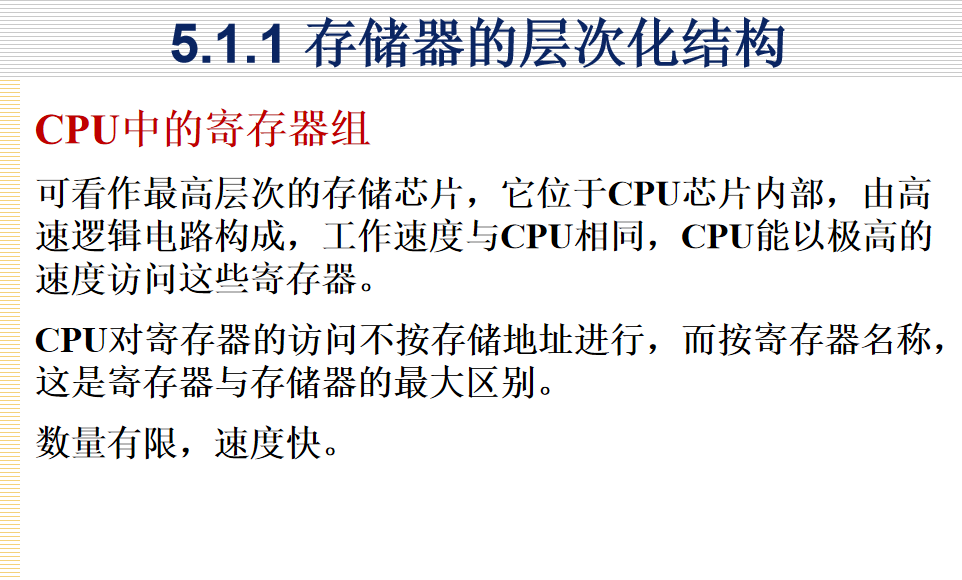 5.1.1 存储器的层次化结构
CPU中的寄存器组
可看作最高层次的存储芯片，它位于CPU芯片内部，由高
速逻辑电路构成，工作速度与CPU相同，CPU能以极高的
速度访问这些寄存器。
CPU对寄存器的访问不按存储地址进行，而按寄存器名称，
这是寄存器与存储器的最大区别。
数量有限，速度快。